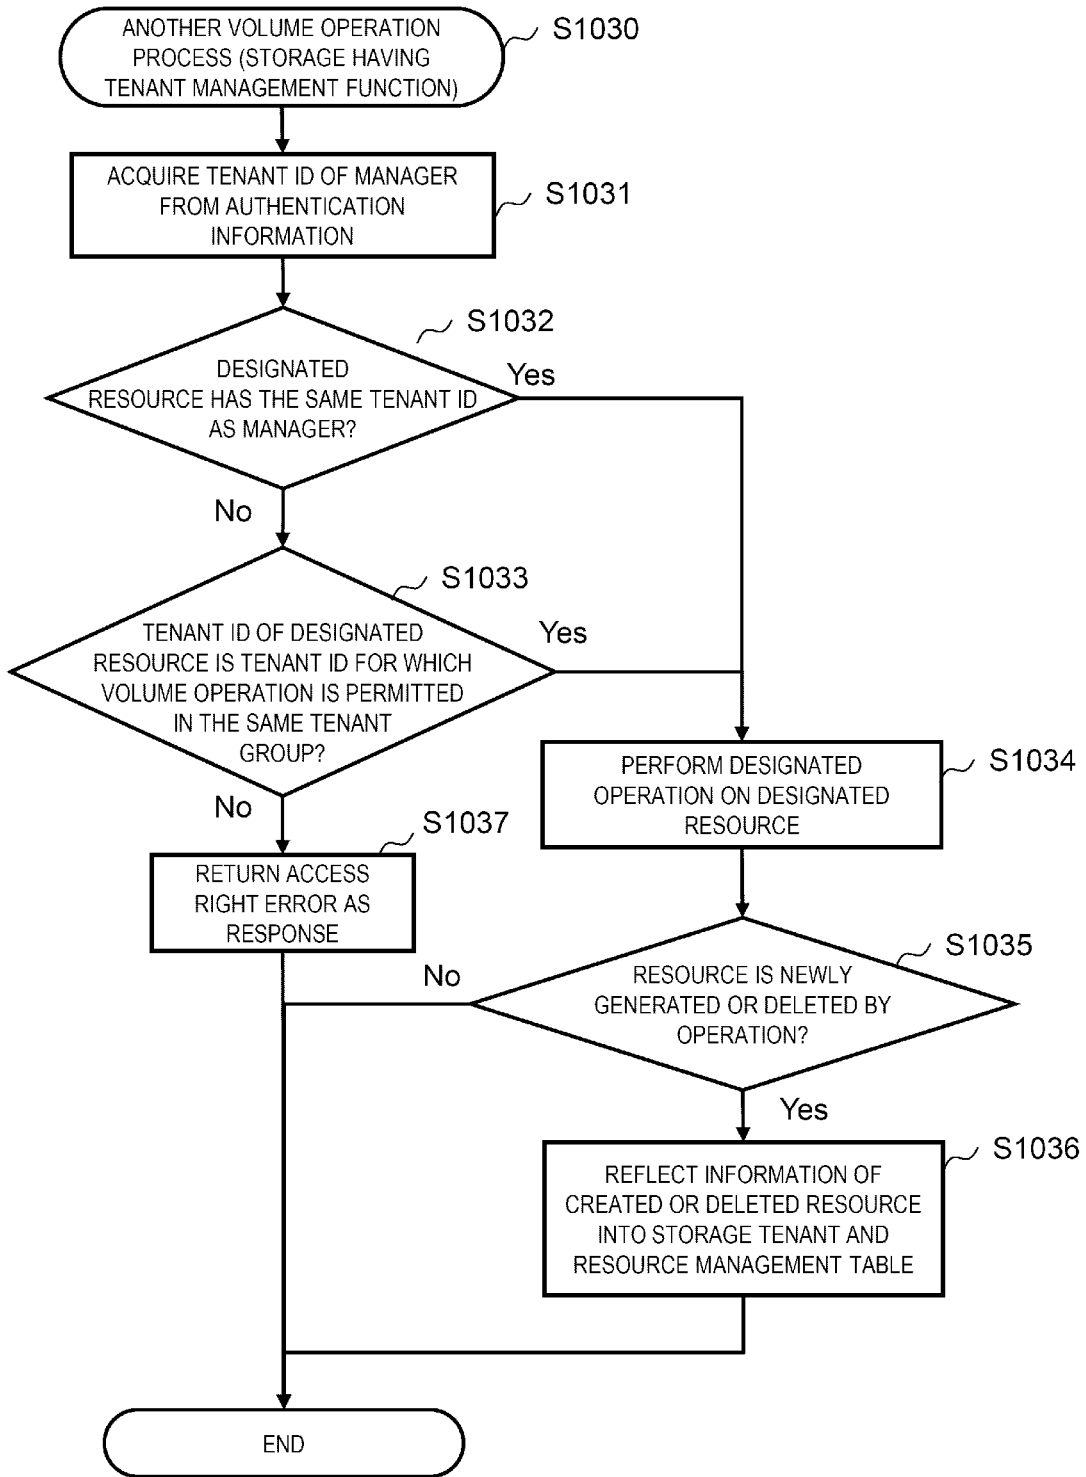 ANOTHER VOLUME OPERATION
PROCESS (STORAGE HAVING
TENANT MANAGEMENT FUNCTION)
S1030
ACQUIRE TENANT ID OF MANAGER
FROM AUTHENTICATION
INFORMATION
S1031
S1032
DESIGNATED
RESOURCE HAS THE SAME TENANT ID
AS MANAGER?
Yes
No
S1033
TENANT ID OF DESIGNATED
RESOURCE IS TENANT ID FOR WHICH
VOLUME OPERATION IS PERMITTED
IN THE SAME TENANT
GROUP?
Yes
No
PERFORM DESIGNATED
OPERATION ON DESIGNATED
RESOURCE
S1034
S1037
RETURN ACCESS
RIGHT ERROR AS
RESPONSE
S1035
RESOURCE IS NEWLY
GENERATED OR DELETED BY
OPERATION?
No
Yes
S1036
REFLECT INFORMATION OF
CREATED OR DELETED RESOURCE
INTO STORAGE TENANT AND
RESOURCE MANAGEMENT TABLE
END